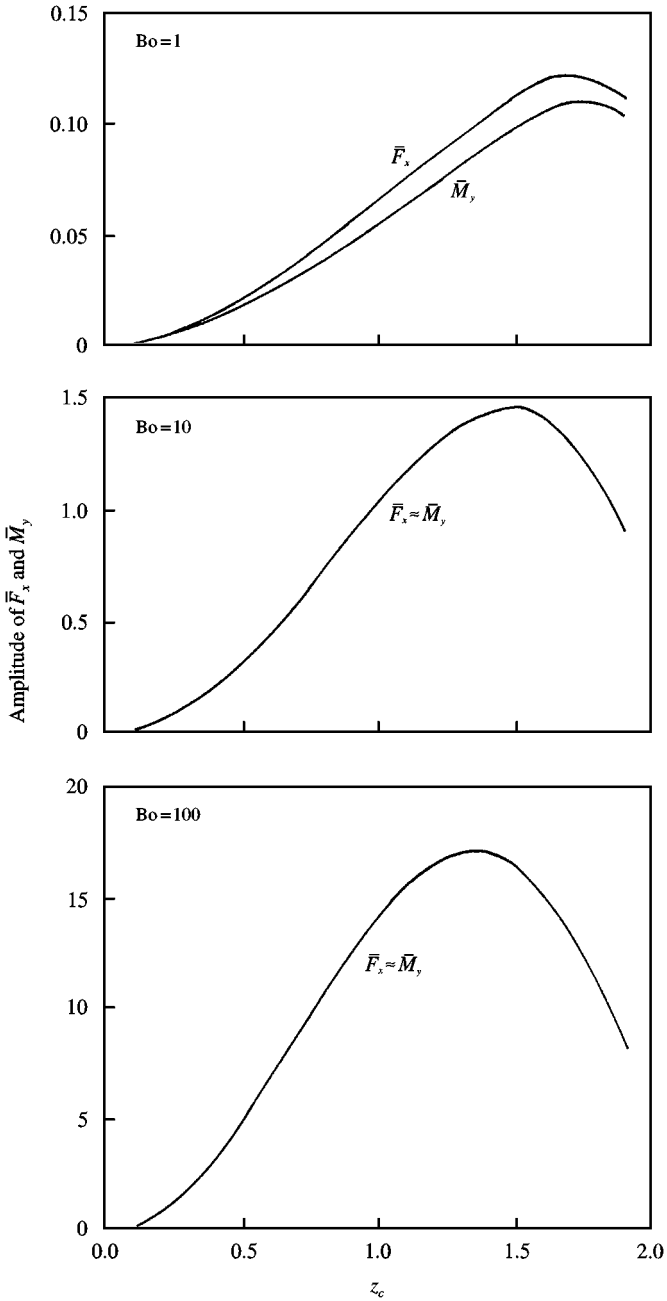 0.15
Bo=1
0.10
F̅ₓ
M̅ᵧ
0.05
0
1.5
Bo=10
1.0
F̅ₓ≈M̅ᵧ
0.5
0
Amplitude of F̅ₓ and M̅ᵧ
20
Bo=100
15
F̅ₓ≈M̅ᵧ
10
5
0
0.0 0.5 1.0 1.5 2.0
z_c